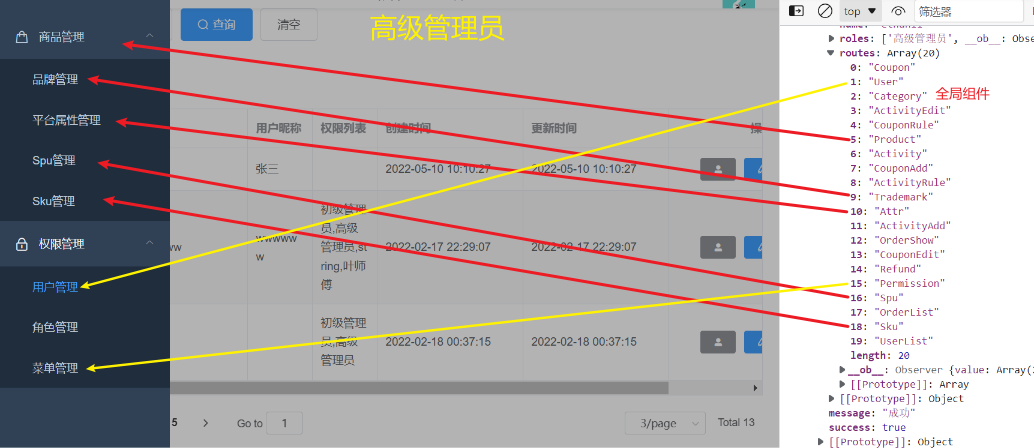 查询
清空
高级管理员
商品管理
品牌管理
平台属性管理
Spu管理
Sku管理
权限管理
用户管理
角色管理
菜单管理
用户昵称
权限列表
创建时间
更新时间
张三
2022-05-10 10:10:27
2022-05-10 10:10:27
ww
wwwww
w
初级管理
员,高级
管理员,st
ring,叶师
傅
2022-02-17 22:29:07
2022-02-17 22:29:07
初级管理
员,高级
管理员
2022-02-18 00:37:15
2022-02-18 00:37:15
5
Go to
1
3/page
Total 13
top
筛选器
roles: ['高级管理员', __ob__: Obse
routes: Array(20)
0: "Coupon"
1: "User"
2: "Category"
全局组件
3: "ActivityEdit"
4: "CouponRule"
5: "Product"
6: "Activity"
7: "CouponAdd"
8: "ActivityRule"
9: "Trademark"
10: "Attr"
11: "ActivityAdd"
12: "OrderShow"
13: "CouponEdit"
14: "Refund"
15: "Permission"
16: "Spu"
17: "OrderList"
18: "Sku"
19: "UserList"
length: 20
__ob__: Observer {value: Array(2
[[Prototype]]: Array
[[Prototype]]: Object
message: "成功"
success: true
[[Prototype]]: Object